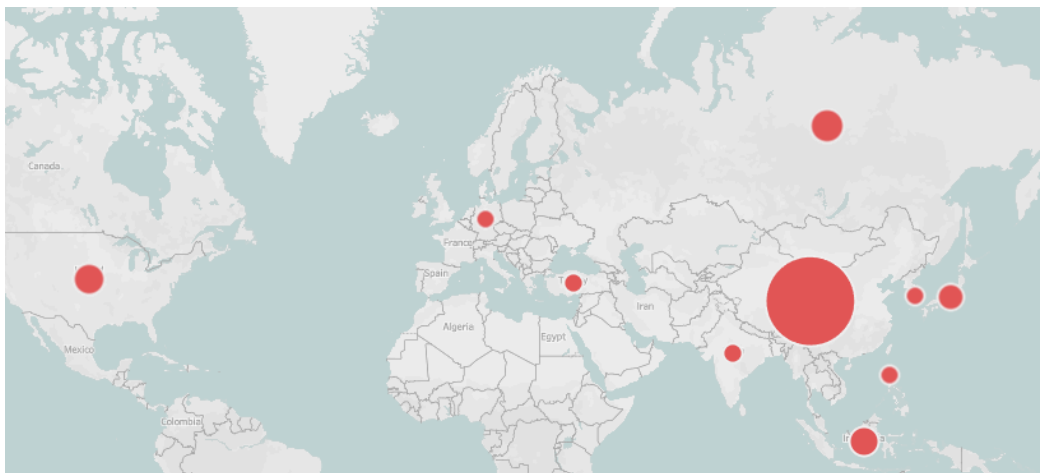 Canada
France
Spain
Iran
Algeria
Egypt
Mexico
Colombia